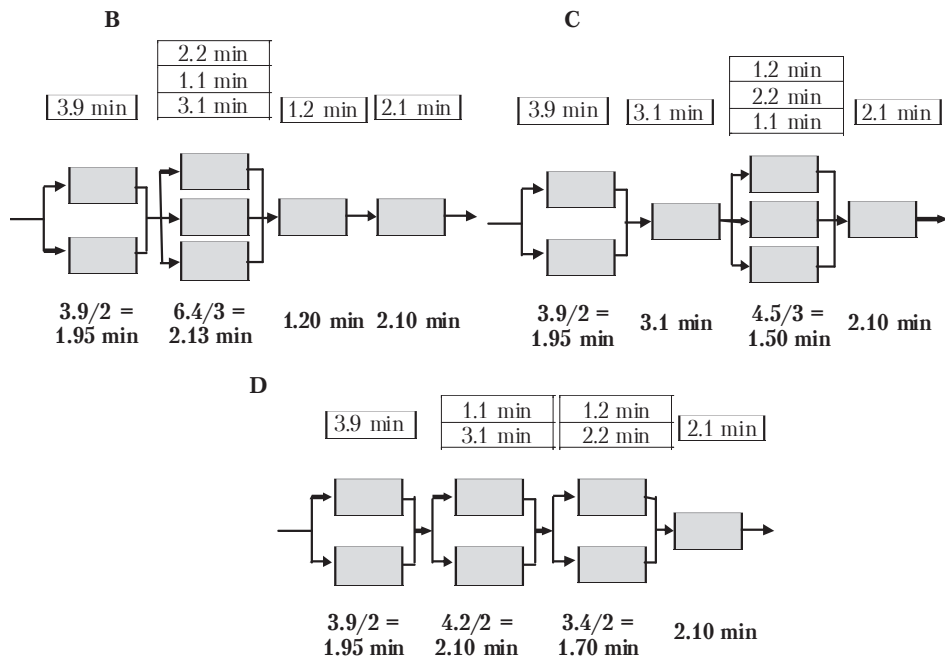 B
2.2 min
1.1 min
3.1 min
3.9 min
1.2 min
2.1 min
3.9/2 =
1.95 min
6.4/3 =
2.13 min
1.20 min
2.10 min
C
1.2 min
2.2 min
1.1 min
3.9 min
3.1 min
2.1 min
3.9/2 =
1.95 min
3.1 min
4.5/3 =
1.50 min
2.10 min
D
3.9 min
1.1 min
3.1 min
1.2 min
2.2 min
2.1 min
3.9/2 =
1.95 min
4.2/2 =
2.10 min
3.4/2 =
1.70 min
2.10 min